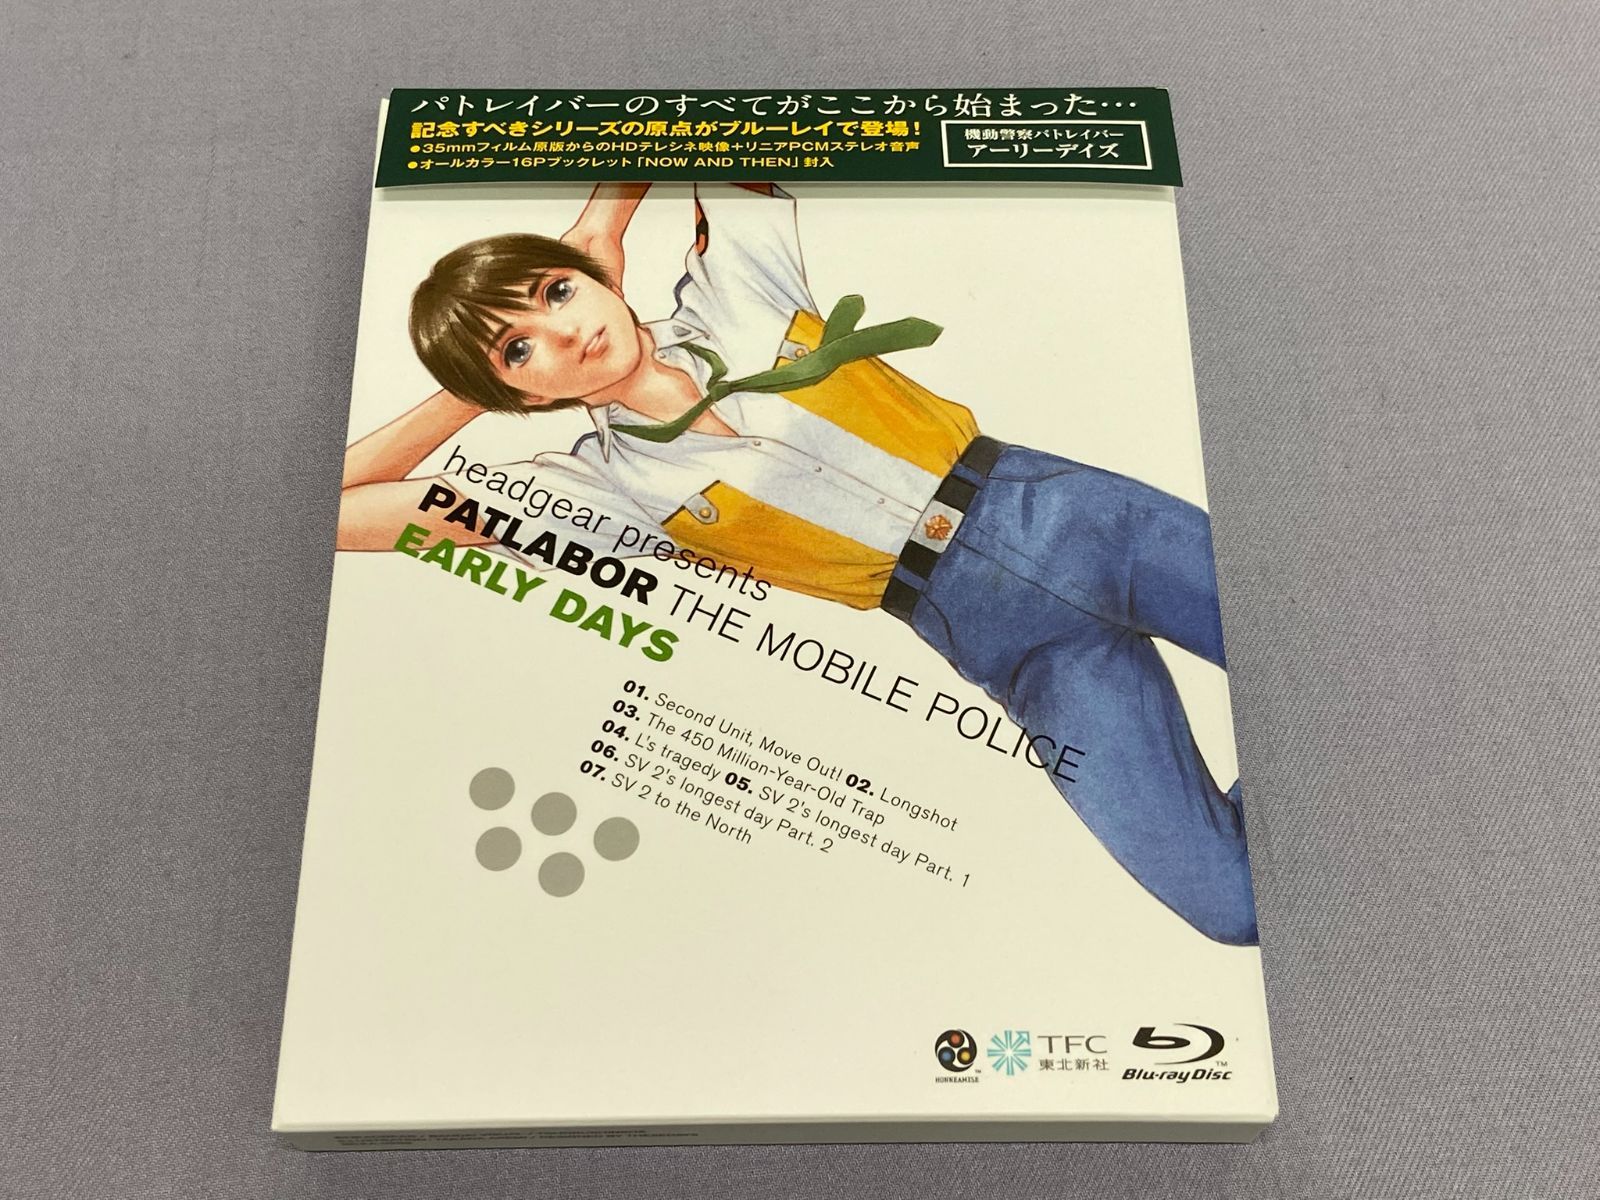 パトレイバーのすべてがここから始まった…
記念すべきシリーズの原点がブルーレイで登場!
●35mmフィルム原版からのHDテレシネ映像+リニアPCMステレオ音声
●オールカラー16Pブックレット「NOW AND THEN」封入
機動警察パトレイバー
アーリーデイズ
headgear presents
PATLABOR THE MOBILE POLICE
EARLY DAYS
01. Second Unit, Move Out! 02. Longshot
03. The 450 Million-Year-Old Trap
04. L's tragedy 05. SV 2's longest day Part. 1
06. SV 2's longest day Part. 2
07. SV 2 to the North
HONNEAMISE
TM
TFC
東北新社
TM
Blu-ray Disc